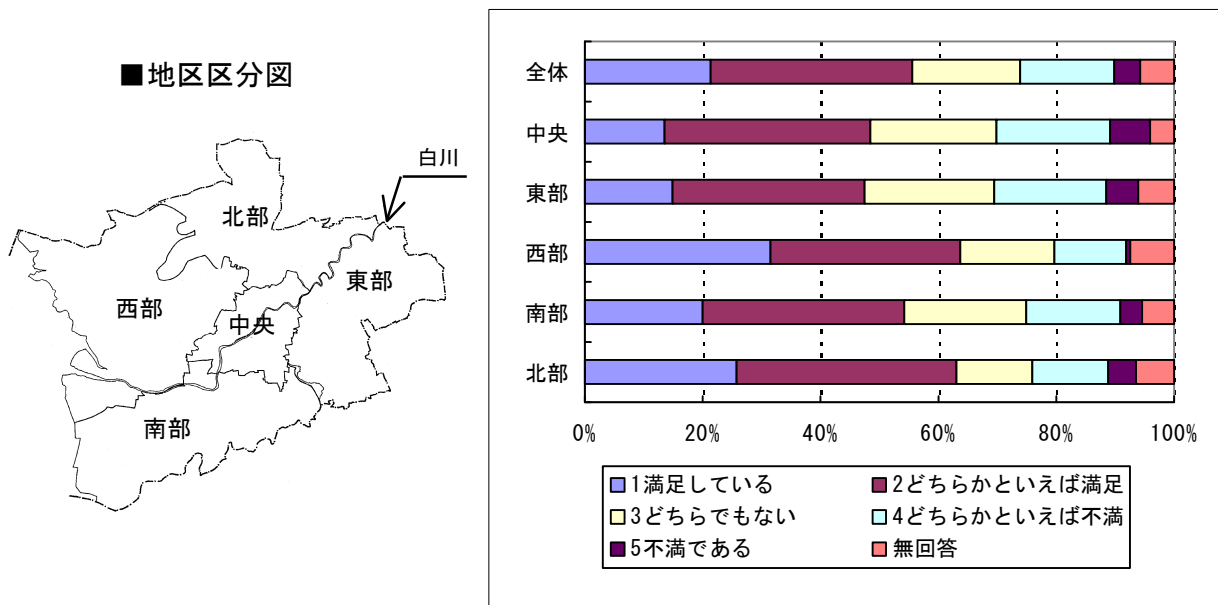 ■地区区分図
白川
北部
東部
西部
中央
南部
全体
中央
東部
西部
南部
北部
0% 20% 40% 60% 80% 100%
1満足している 2どちらかといえば満足
3どちらでもない 4どちらかといえば不満
5不満である 無回答